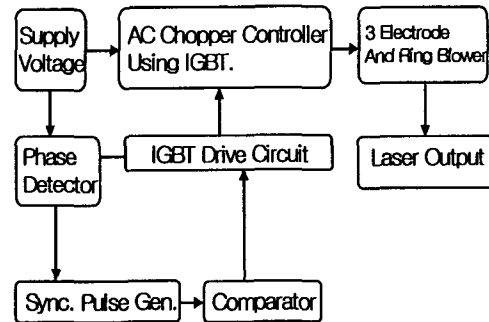 Supply
Voltage
AC Chopper Controller
Using IGBT.
3 Electrode
And Ring Blower
Phase
Detector
IGBT Drive Circuit
Laser Output
Sync. Pulse Gen.
Comparator